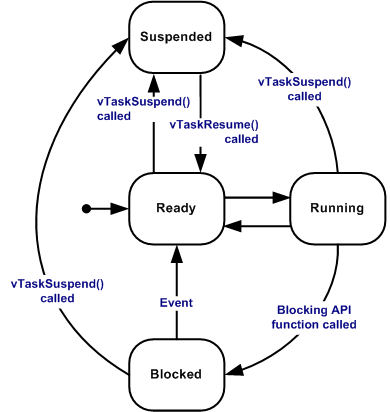 Suspended
vTaskSuspend()
called
vTaskSuspend()
called
vTaskResume()
called
Ready
Running
vTaskSuspend()
called
Event
Blocking API
function called
Blocked